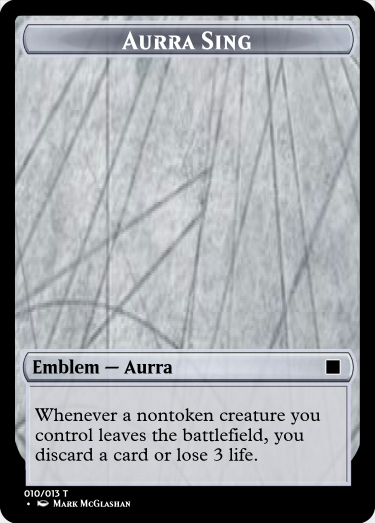 Aurra Sing
Emblem — Aurra
Whenever a nontoken creature you
control leaves the battlefield, you
discard a card or lose 3 life.
010/013 T
• Mark McGlashan